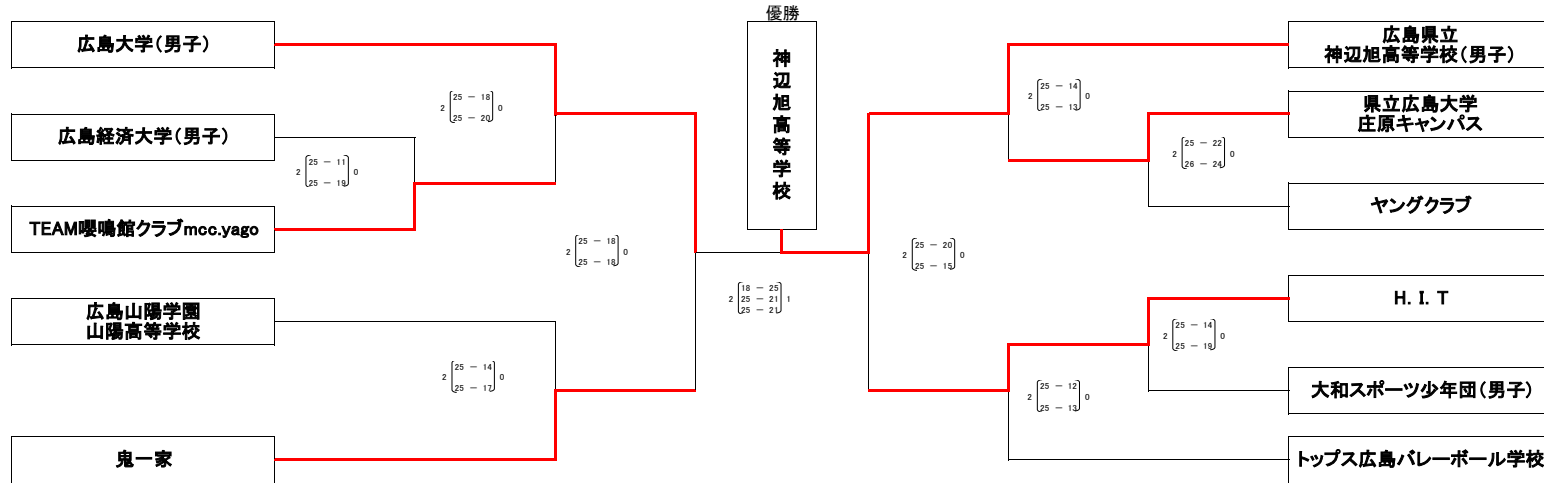 優勝
神辺旭高等学校
広島大学(男子)
広島経済大学(男子)
TEAM嚶鳴館クラブmcc.yago
広島山陽学園
山陽高等学校
鬼一家
25 － 18
2 0
25 － 20
25 － 11
2 0
25 － 19
25 － 18
2 0
25 － 18
25 － 14
2 0
25 － 17
18 － 25
2 25 － 21 1
25 － 21
25 － 14
2 0
25 － 13
25 － 22
2 0
26 － 24
25 － 20
2 0
25 － 15
25 － 14
2 0
25 － 19
25 － 12
2 0
25 － 13
広島県立
神辺旭高等学校(男子)
県立広島大学
庄原キャンパス
ヤングクラブ
H. I. T
大和スポーツ少年団(男子)
トップス広島バレーボール学校